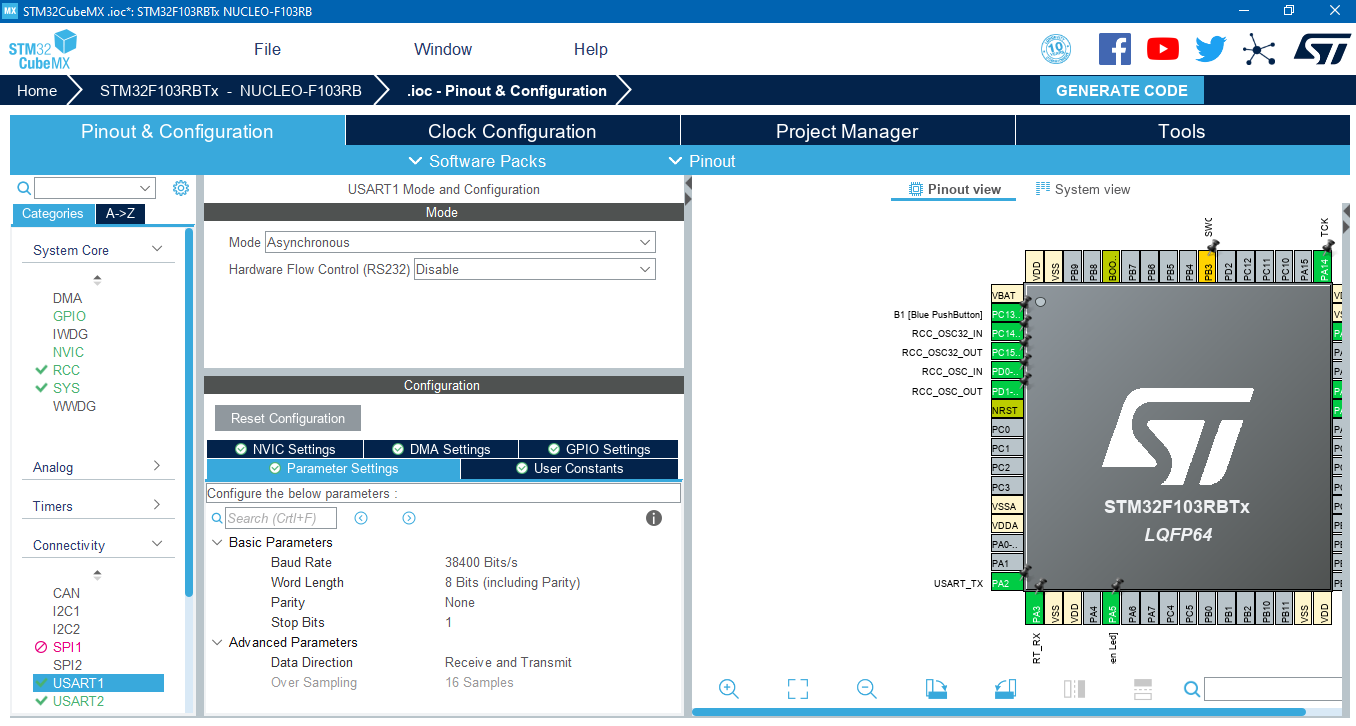 MX STM32CubeMX .ioc*: STM32F103RBTx NUCLEO-F103RB
STM32
CubeMX
File
Window
Help
10
ST
Home
STM32F103RBTx - NUCLEO-F103RB
.ioc - Pinout & Configuration
GENERATE CODE
Pinout & Configuration
Clock Configuration
Project Manager
Tools
Software Packs
Pinout
Categories
A->Z
System Core
DMA
GPIO
IWDG
NVIC
RCC
SYS
WWDG
Analog
Timers
Connectivity
CAN
I2C1
I2C2
SPI1
SPI2
USART1
USART2
USART1 Mode and Configuration
Mode
Mode Asynchronous
Hardware Flow Control (RS232) Disable
Configuration
Reset Configuration
NVIC Settings
DMA Settings
GPIO Settings
Parameter Settings
User Constants
Configure the below parameters :
Search (Crtl+F)
Basic Parameters
Baud Rate 38400 Bits/s
Word Length 8 Bits (including Parity)
Parity None
Stop Bits 1
Advanced Parameters
Data Direction Receive and Transmit
Over Sampling 16 Samples
Pinout view
System view
SWO
TCK
VDD
VSS
PB9
PB8
BOO..
PB7
PB6
PB5
PB4
PB3
PD2
PC12
PC11
PC10
PA15
PA14
VBAT
B1 [Blue PushButton] PC13..
RCC_OSC32_IN PC14..
RCC_OSC32_OUT PC15..
RCC_OSC_IN PD0-..
RCC_OSC_OUT PD1-..
NRST
PC0
PC1
PC2
PC3
VSSA
VDDA
PA0-..
PA1
USART_TX PA2
ST
STM32F103RBTx
LQFP64
PA3
VSS
VDD
PA4
PA5
PA6
PA7
PC4
PC5
PB0
PB1
PB2
PB10
PB11
VSS
VDD
RT_RX
en Led]